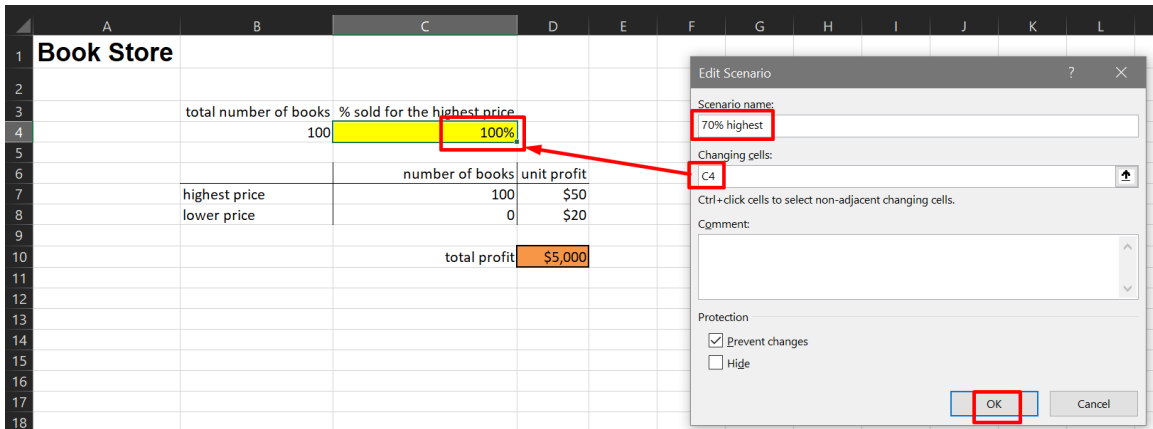 A B C D E F G H I J K L
1 Book Store
2
3 total number of books % sold for the highest price
4 100 100%
5
6 number of books unit profit
7 highest price 100 $50
8 lower price 0 $20
9
10 total profit $5,000
11
12
13
14
15
16
17
18
Edit Scenario ? ×
Scenario name:
70% highest
Changing cells:
C4
Ctrl+click cells to select non-adjacent changing cells.
Comment:
Protection
Prevent changes
Hide
OK Cancel